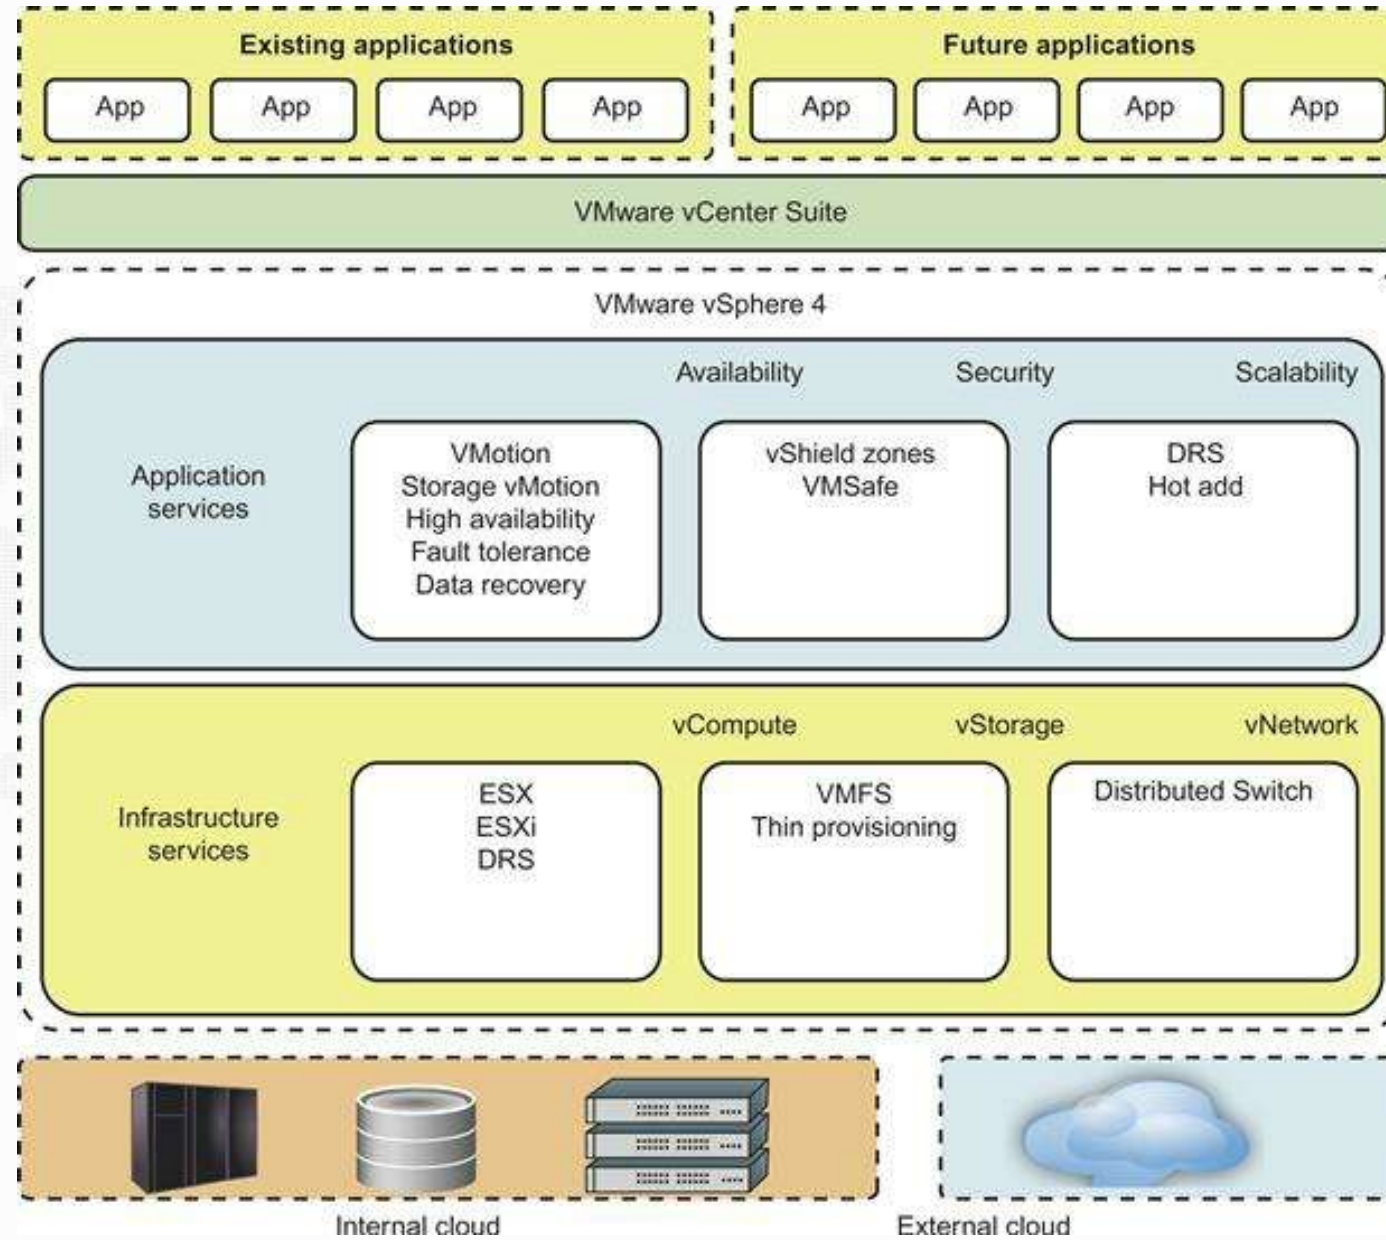 Existing applications
App App App App
Future applications
App App App App
VMware vCenter Suite
VMware vSphere 4
Availability Security Scalability
Application
services
VMotion
Storage vMotion
High availability
Fault tolerance
Data recovery
vShield zones
VMSafe
DRS
Hot add
vCompute vStorage vNetwork
Infrastructure
services
ESX
ESXi
DRS
VMFS
Thin provisioning
Distributed Switch
Internal cloud
External cloud